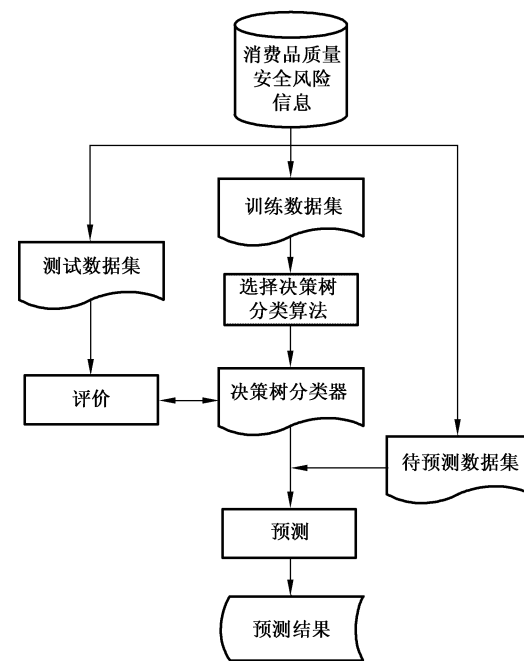 消费品质量
安全风险
信息
训练数据集
测试数据集
选择决策树
分类算法
评价
决策树分类器
待预测数据集
预测
预测结果